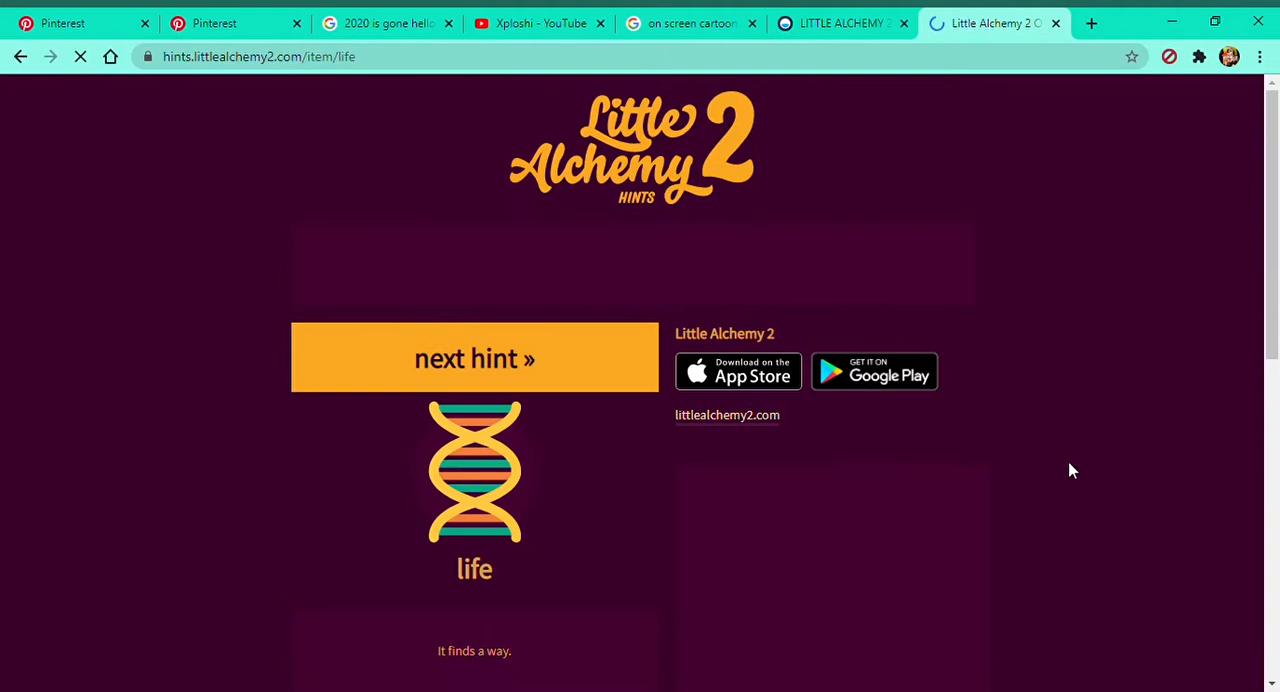 Pinterest
Pinterest
2020 is gone hello
Xploshi - YouTube
on screen cartoon
LITTLE ALCHEMY 2
Little Alchemy 2 O
hints.littlealchemy2.com/item/life
Little
Alchemy 2
HINTS
next hint »
Little Alchemy 2
Download on the
App Store
GET IT ON
Google Play
littlealchemy2.com
life
It finds a way.